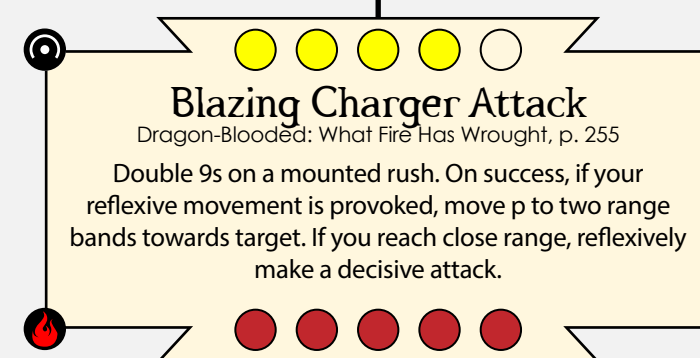 Blazing Charger Attack
Dragon-Blooded: What Fire Has Wrought, p. 255
Double 9s on a mounted rush. On success, if your
reflexive movement is provoked, move p to two range
bands towards target. If you reach close range, reflexively
make a decisive attack.